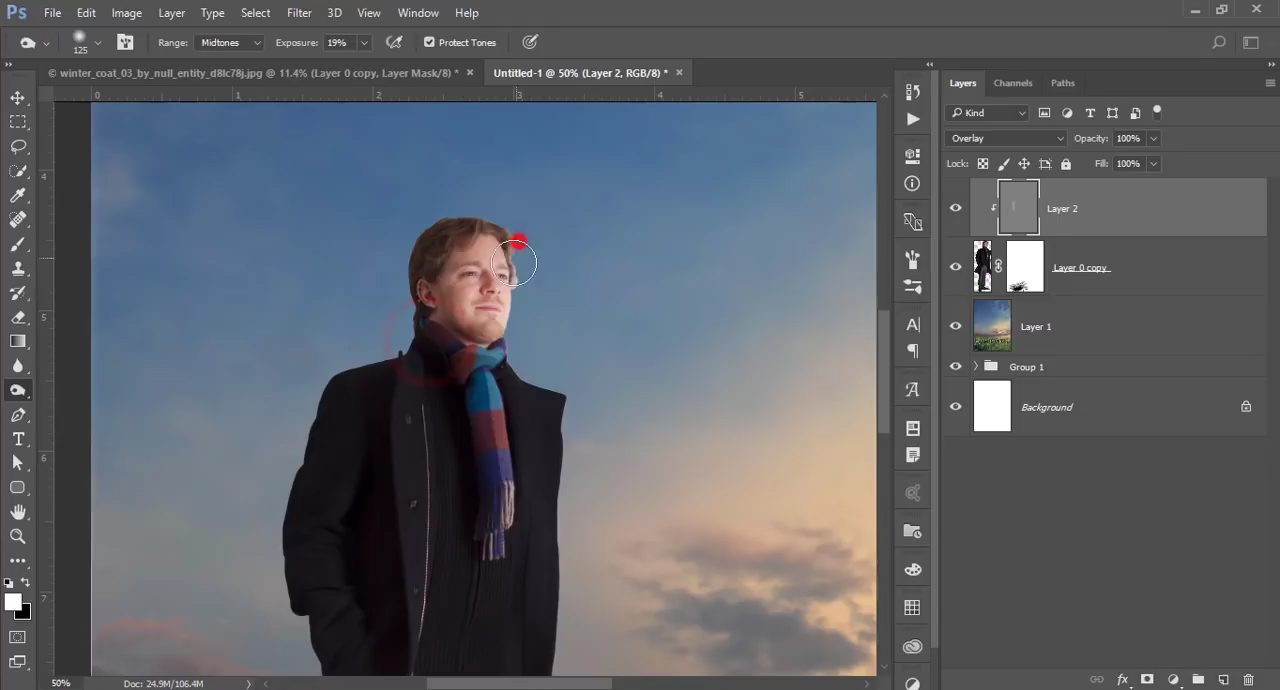 Ps File Edit Image Layer Type Select Filter 3D View Window Help
125 Range: Midtones Exposure: 19% Protect Tones
© winter_coat_03_by_null_entity_d8lc78j.jpg @ 11.4% (Layer 0 copy, Layer Mask/8) * × Untitled-1 @ 50% (Layer 2, RGB/8) * ×
Layers Channels Paths
0 1 2 3 4 5
Kind
Overlay Opacity: 100%
Lock: Fill: 100%
4
Layer 2
Layer 0 copy
5
Layer 1
Group 1
Background
6
7
50% Doc: 24.9M/106.4M